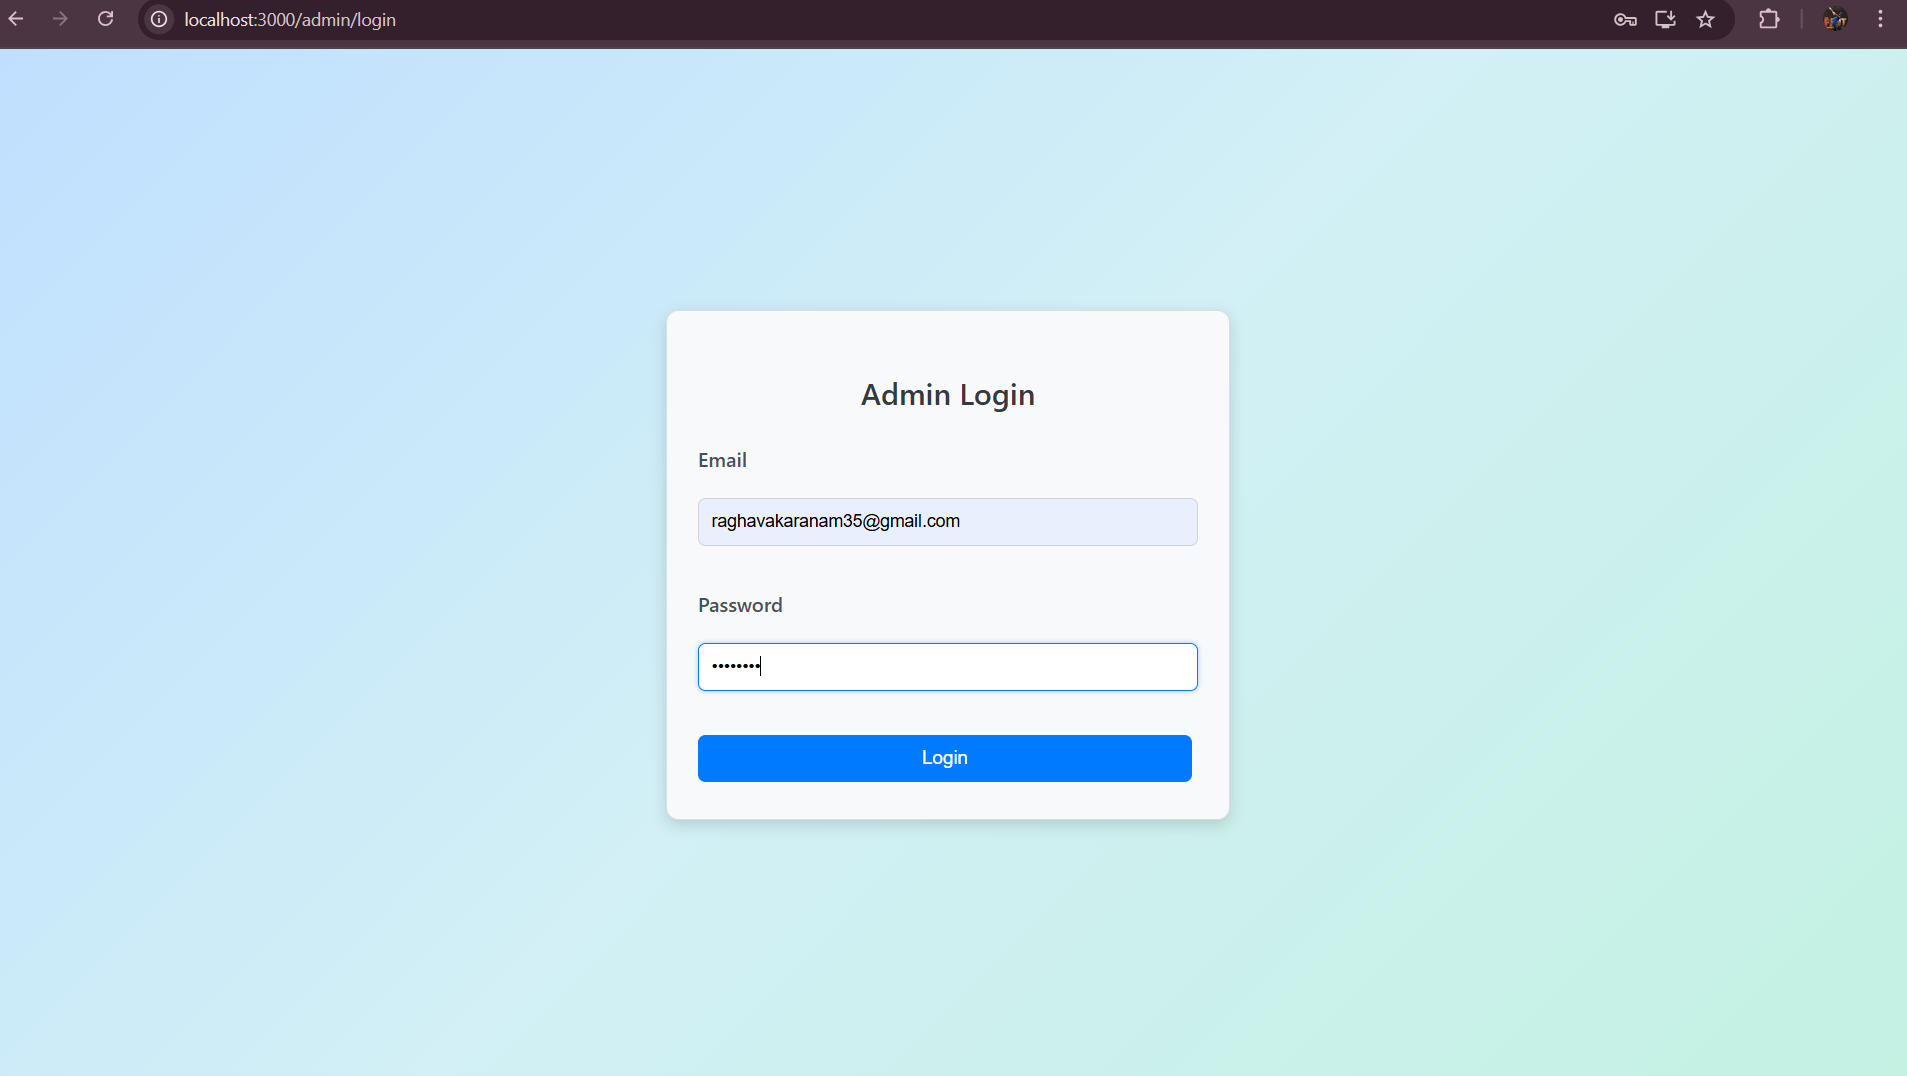 localhost:3000/admin/login
Admin Login
Email
raghavakaranam35@gmail.com
Password
••••••••
Login